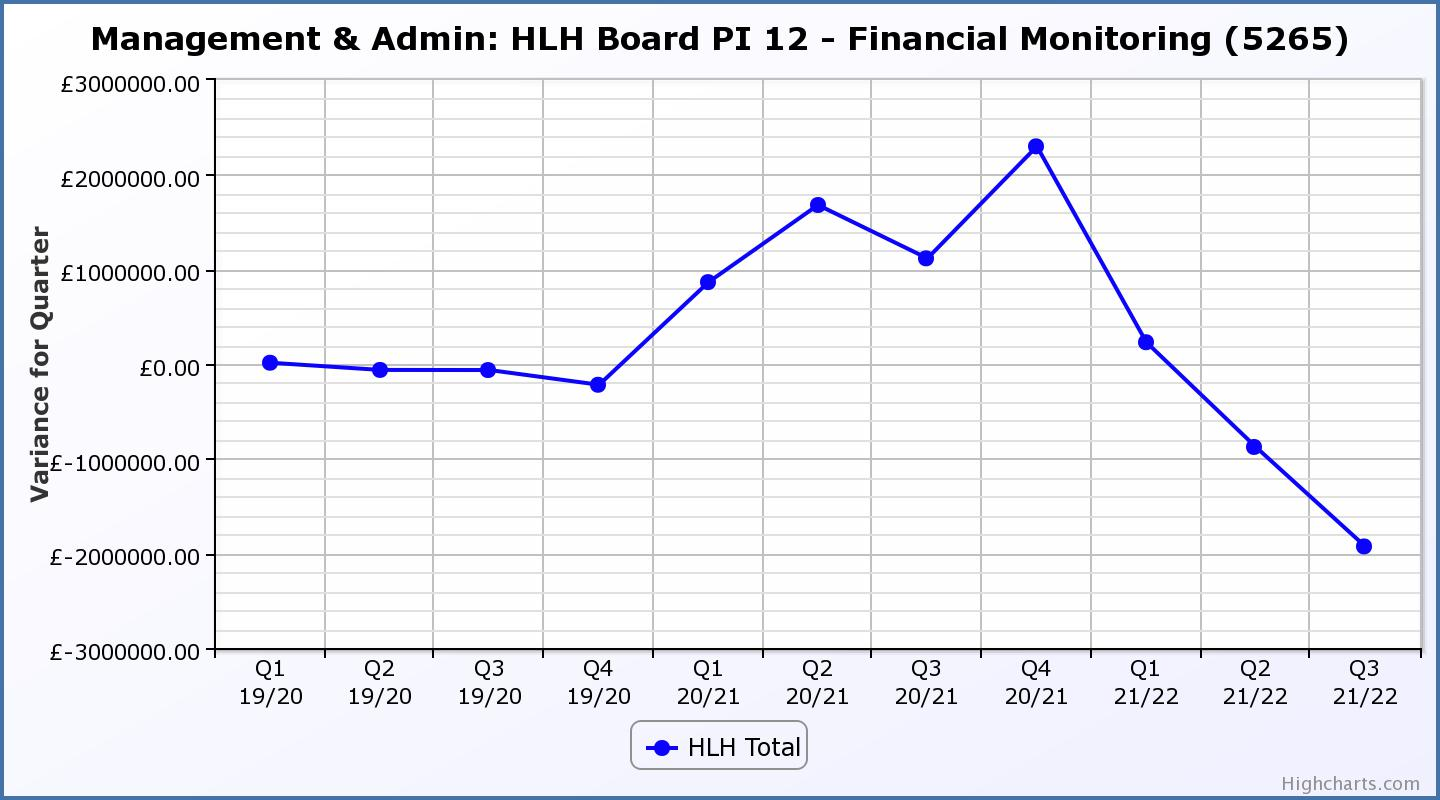 Management & Admin: HLH Board PI 12 - Financial Monitoring (5265)
Variance for Quarter
£3000000.00
£2000000.00
£1000000.00
£0.00
£-1000000.00
£-2000000.00
£-3000000.00
Q1 Q2 Q3 Q4 Q1 Q2 Q3 Q4 Q1 Q2 Q3
19/20 19/20 19/20 19/20 20/21 20/21 20/21 20/21 21/22 21/22 21/22
HLH Total
Highcharts.com